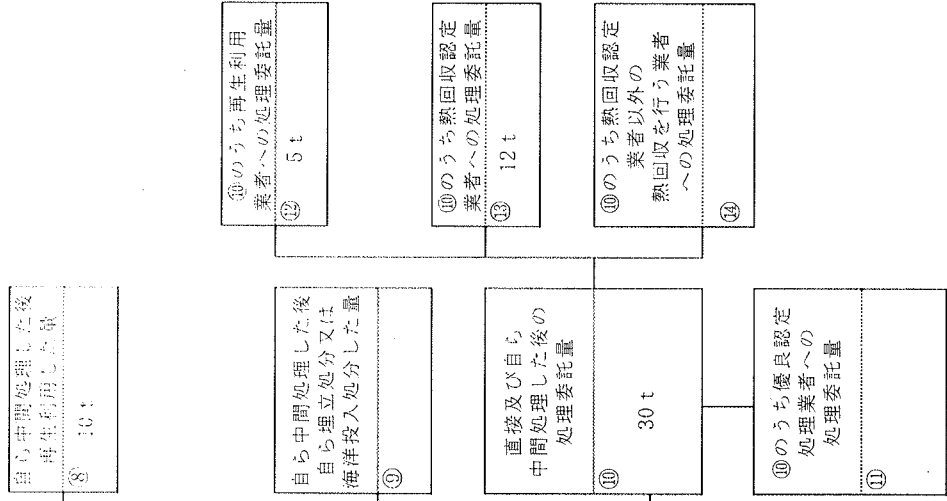 自ら中間処理した後
再生利用した量
⑧
10ｔ
自ら中間処理した後
自ら埋立処分又は
海洋投入処分した量
⑨
直接及び自ら
中間処理した後の
処理委託量
⑩
30ｔ
⑩のうち優良認定
処理業者への
処理委託量
⑪
⑩のうち再生利用
業者への処理委託量
⑫
5ｔ
⑩のうち熱回収認定
業者への処理委託量
⑬
12ｔ
⑩のうち熱回収認定
業者以外の
熱回収を行う業者
への処理委託量
⑭